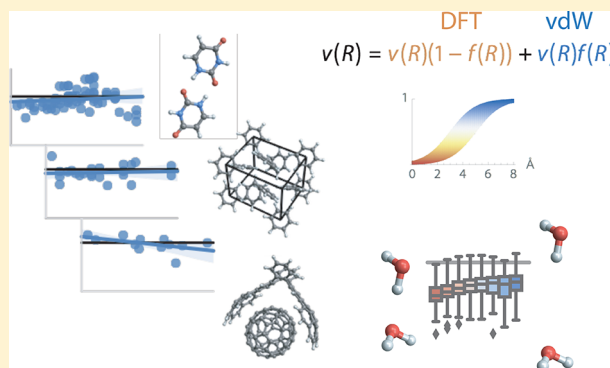 DFT vdW
v(R) = v(R)(1 − f(R)) + v(R)f(R)
1
0 2 4 6 8 Å